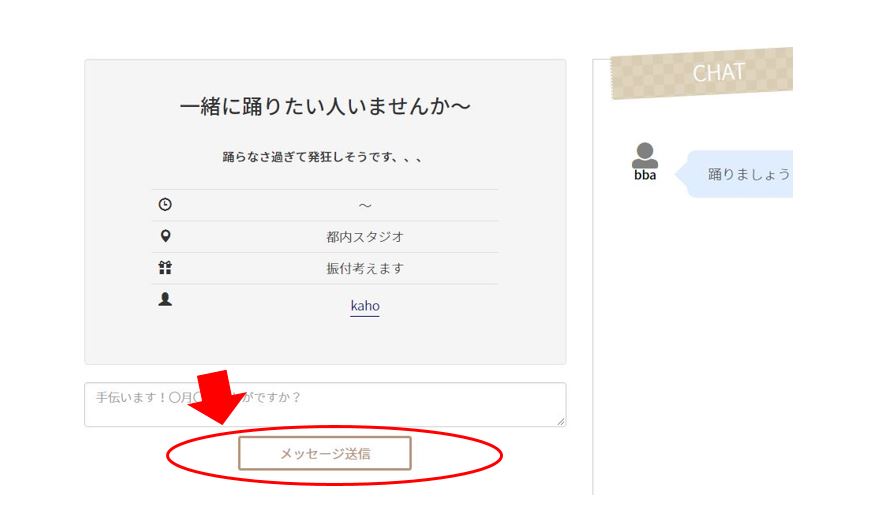 一緒に踊りたい人いませんか～
踊らなさ過ぎて発狂しそうです、、、
～
都内スタジオ
振付考えます
kaho
手伝います！〇月〇がですか？
メッセージ送信
CHAT
bba
踊りましょう